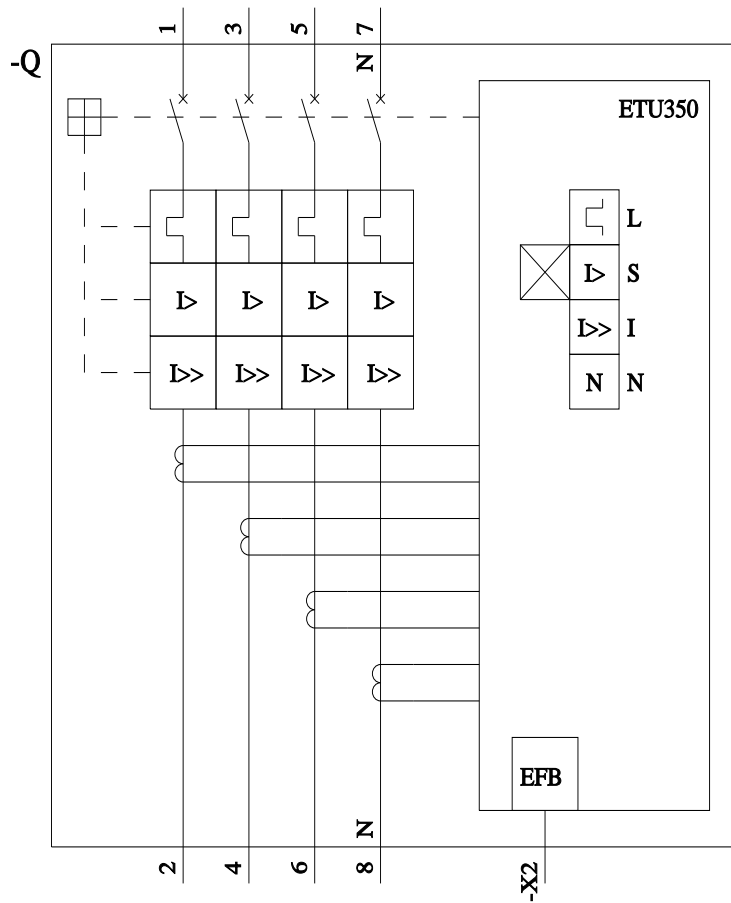 1 3 5 7
-Q
N
ETU350
L
I> I> I> I>
I> S
I>> I
I>> I>> I>> I>>
N N
EFB
N
2 4 6 8
-X2